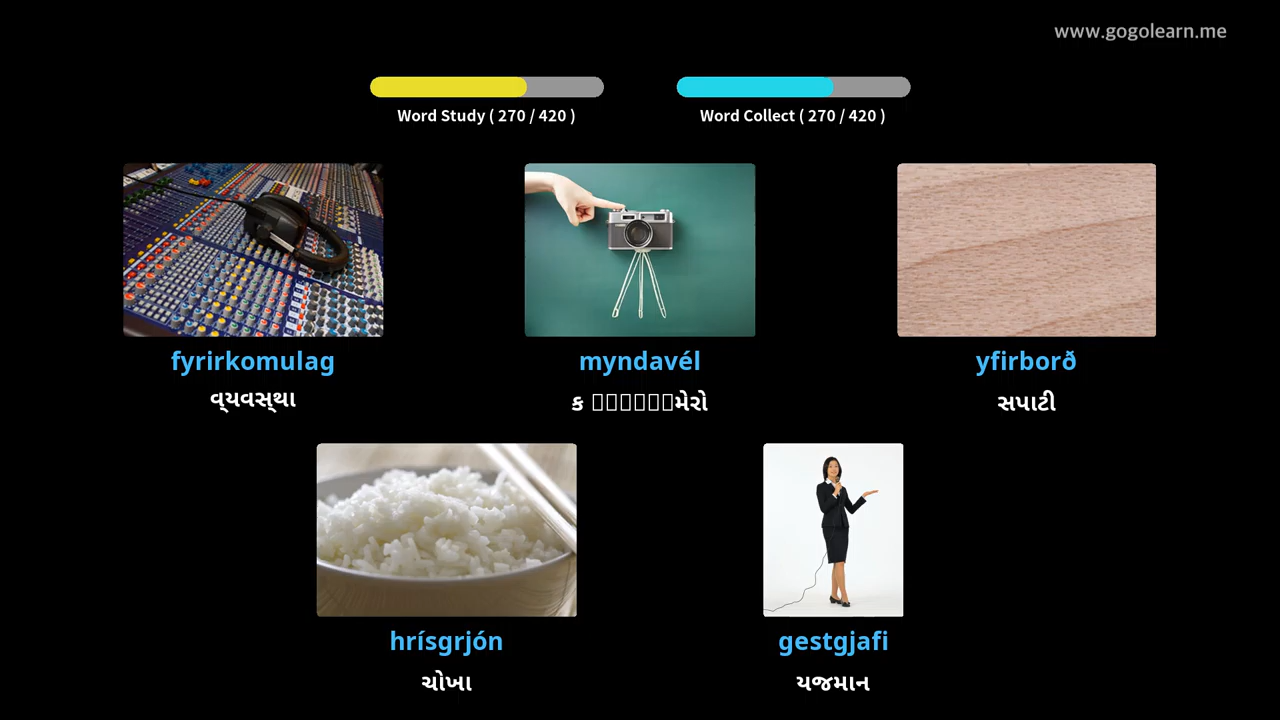 www.gogolearn.me
Word Study ( 270 / 420 )
Word Collect ( 270 / 420 )
fyrirkomulag
myndavél
yfirborð
વ્યવસ્થા
ક □□□□□□મેરો
સપાટી
hrísgrjón
gestgjafi
ચોખા
યજમાન